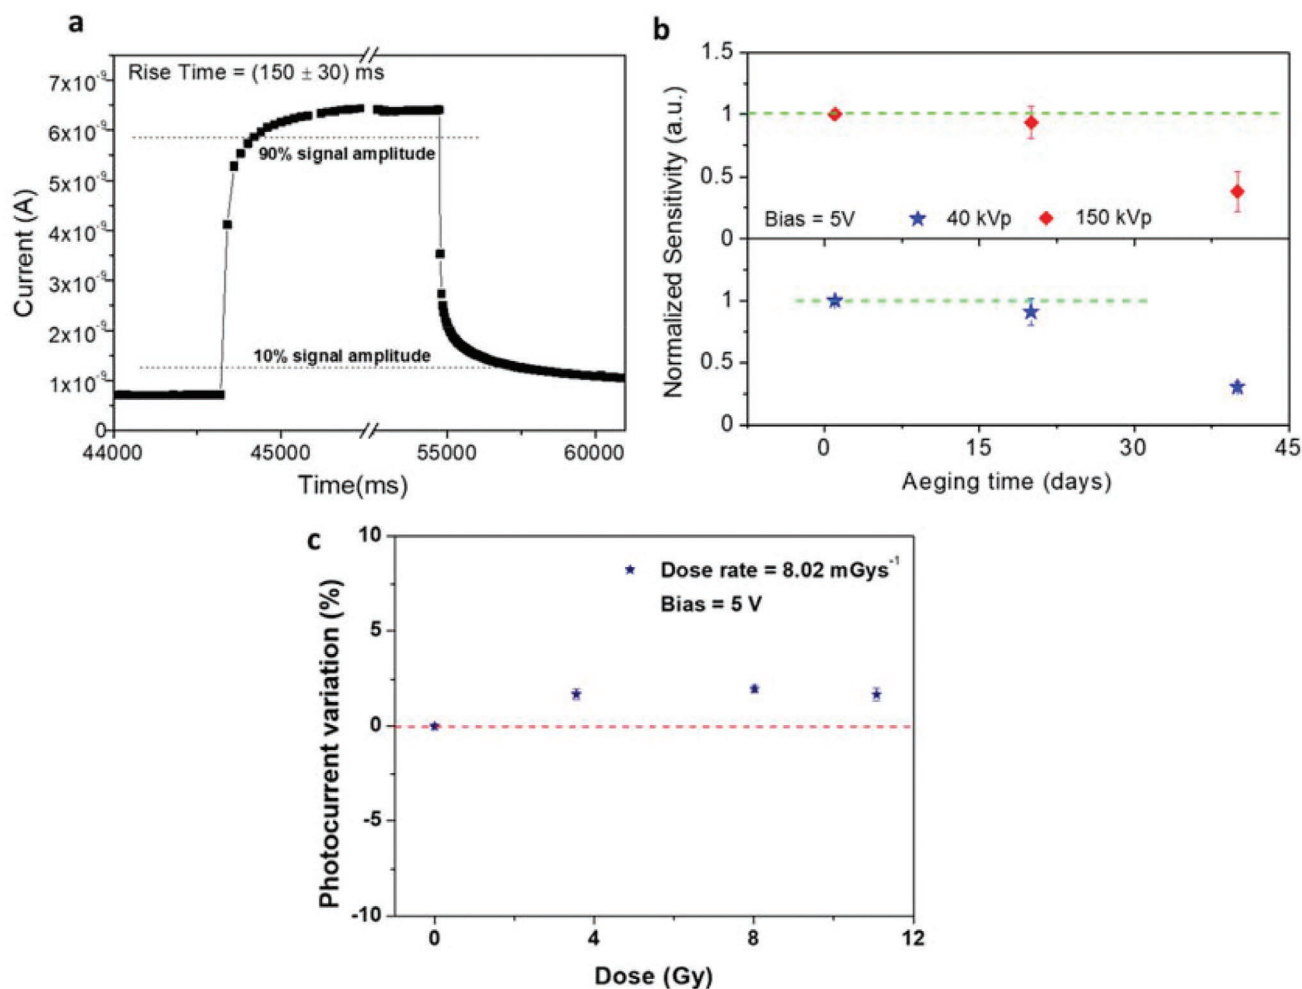 a
Rise Time = (150 ± 30) ms
7x10⁻⁹
6x10⁻⁹
5x10⁻⁹
4x10⁻⁹
3x10⁻⁹
2x10⁻⁹
1x10⁻⁹
0
Current (A)
90% signal amplitude
10% signal amplitude
44000 45000 55000 60000
Time(ms)
b
1.5
1
0.5
0
1
0.5
0
Normalized Sensitivity (a.u.)
Bias = 5V 40 kVp 150 kVp
0 15 30 45
Aeging time (days)
c
10
5
0
-5
-10
Photocurrent variation (%)
Dose rate = 8.02 mGys⁻¹
Bias = 5 V
0 4 8 12
Dose (Gy)